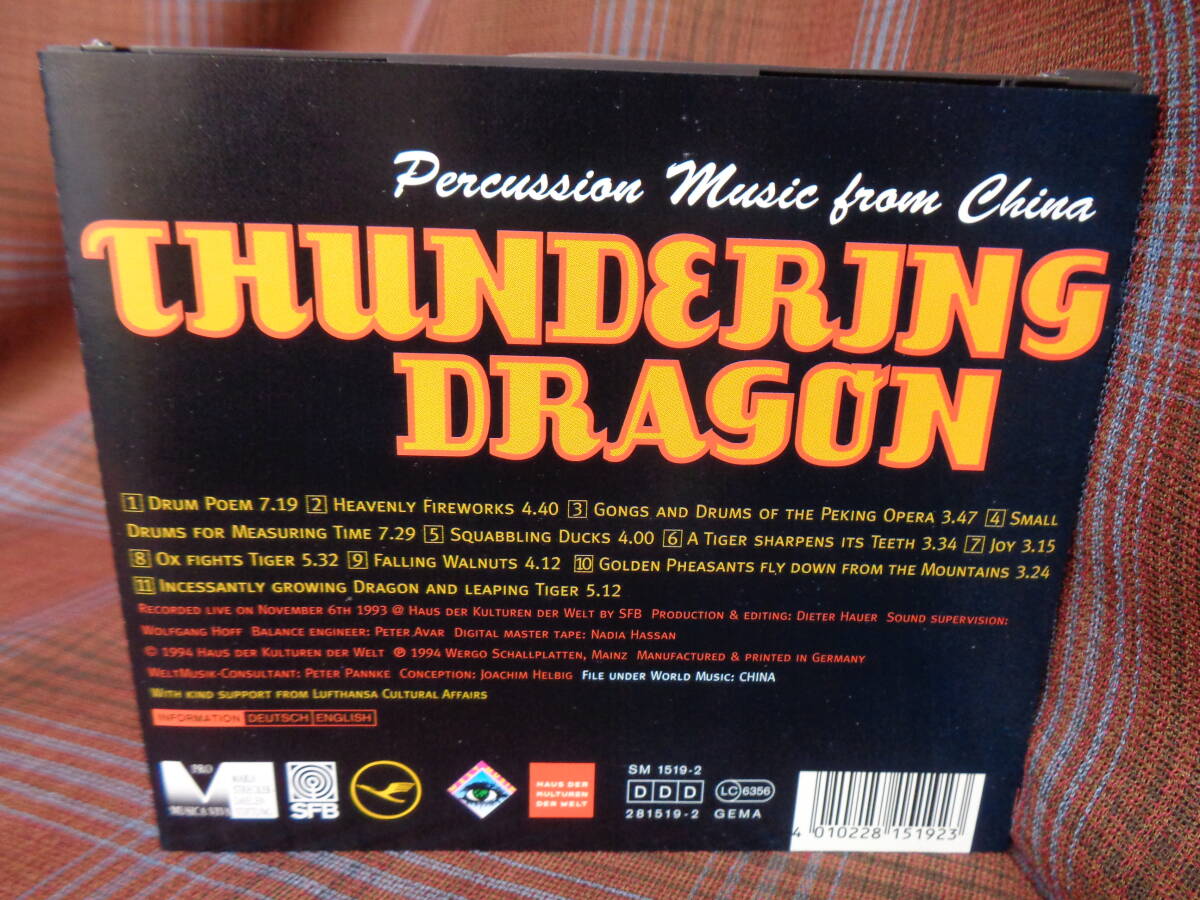 Percussion Music from China
THUNDERING
DRAGON
1 DRUM POEM 7.19 2 HEAVENLY FIREWORKS 4.40 3 GONGS AND DRUMS OF THE PEKING OPERA 3.47 4 SMALL
DRUMS FOR MEASURING TIME 7.29 5 SQUABBLING DUCKS 4.00 6 A TIGER SHARPENS ITS TEETH 3.34 7 JOY 3.15
8 OX FIGHTS TIGER 5.32 9 FALLING WALNUTS 4.12 10 GOLDEN PHEASANTS FLY DOWN FROM THE MOUNTAINS 3.24
11 INCESSANTLY GROWING DRAGON AND LEAPING TIGER 5.12
RECORDED LIVE ON NOVEMBER 6TH 1993 @ HAUS DER KULTUREN DER WELT BY SFB PRODUCTION & EDITING: DIETER HAUER SOUND SUPERVISION:
WOLFGANG HOFF BALANCE ENGINEER: PETER AVAR DIGITAL MASTER TAPE: NADIA HASSAN
© 1994 HAUS DER KULTUREN DER WELT ℗ 1994 WERGO SCHALLPLATTEN, MAINZ MANUFACTURED & PRINTED IN GERMANY
WELTMUSIK-CONSULTANT: PETER PANNKE CONCEPTION: JOACHIM HELBIG FILE UNDER WORLD MUSIC: CHINA
WITH KIND SUPPORT FROM LUFTHANSA CULTURAL AFFAIRS
INFORMATION DEUTSCH ENGLISH
PRO
MUSICA VIVA
MARIA
STRECKER-
DAELEN-
STIFTUNG
SFB
HAUS DER
KULTUREN
DER WELT
SM 1519-2
D D D LC 6356
281519-2 GEMA
4 010228 151923